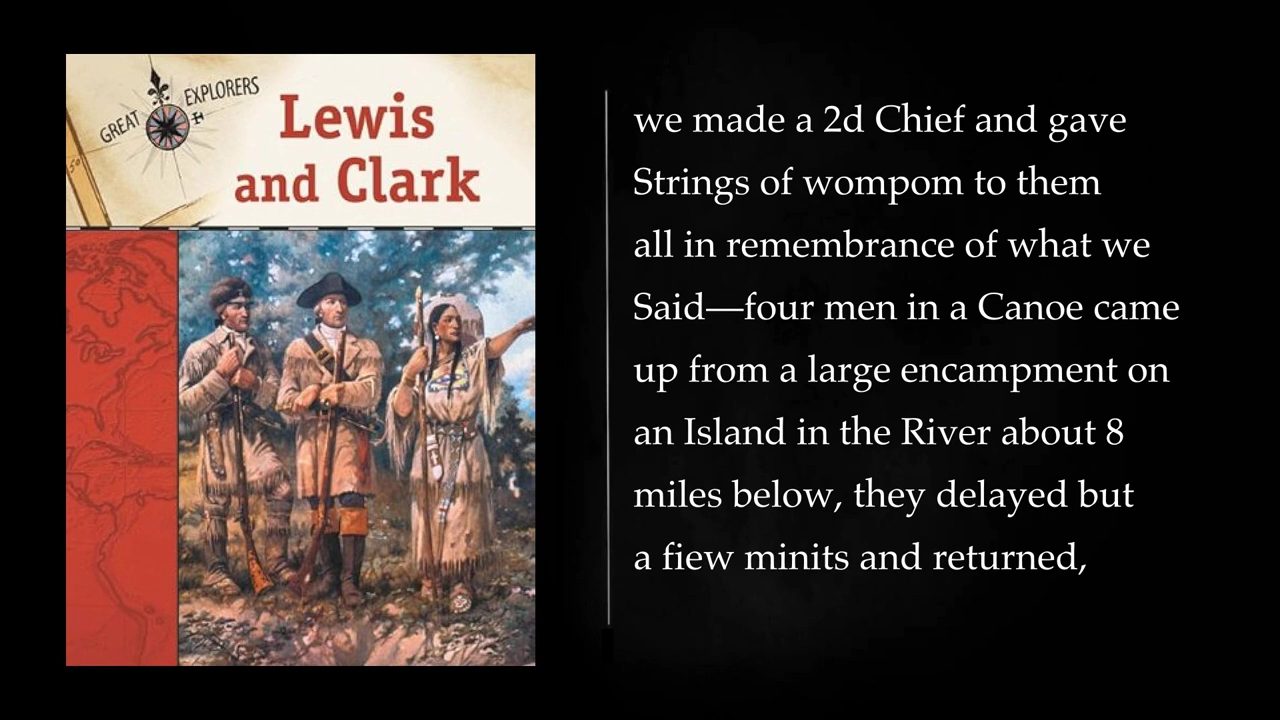 GREAT EXPLORERS
Lewis
and Clark
we made a 2d Chief and gave
Strings of wompom to them
all in remembrance of what we
Said—four men in a Canoe came
up from a large encampment on
an Island in the River about 8
miles below, they delayed but
a fiew minits and returned,